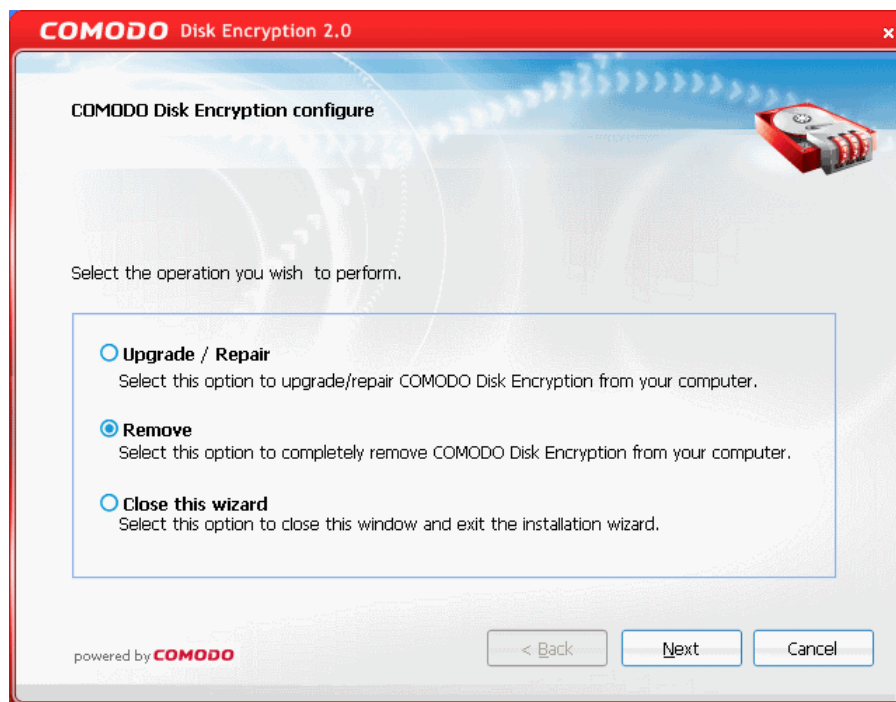 COMODO Disk Encryption 2.0
COMODO Disk Encryption configure
Select the operation you wish to perform.
Upgrade / Repair
Select this option to upgrade/repair COMODO Disk Encryption from your computer.
Remove
Select this option to completely remove COMODO Disk Encryption from your computer.
Close this wizard
Select this option to close this window and exit the installation wizard.
powered by COMODO
< Back
Next
Cancel